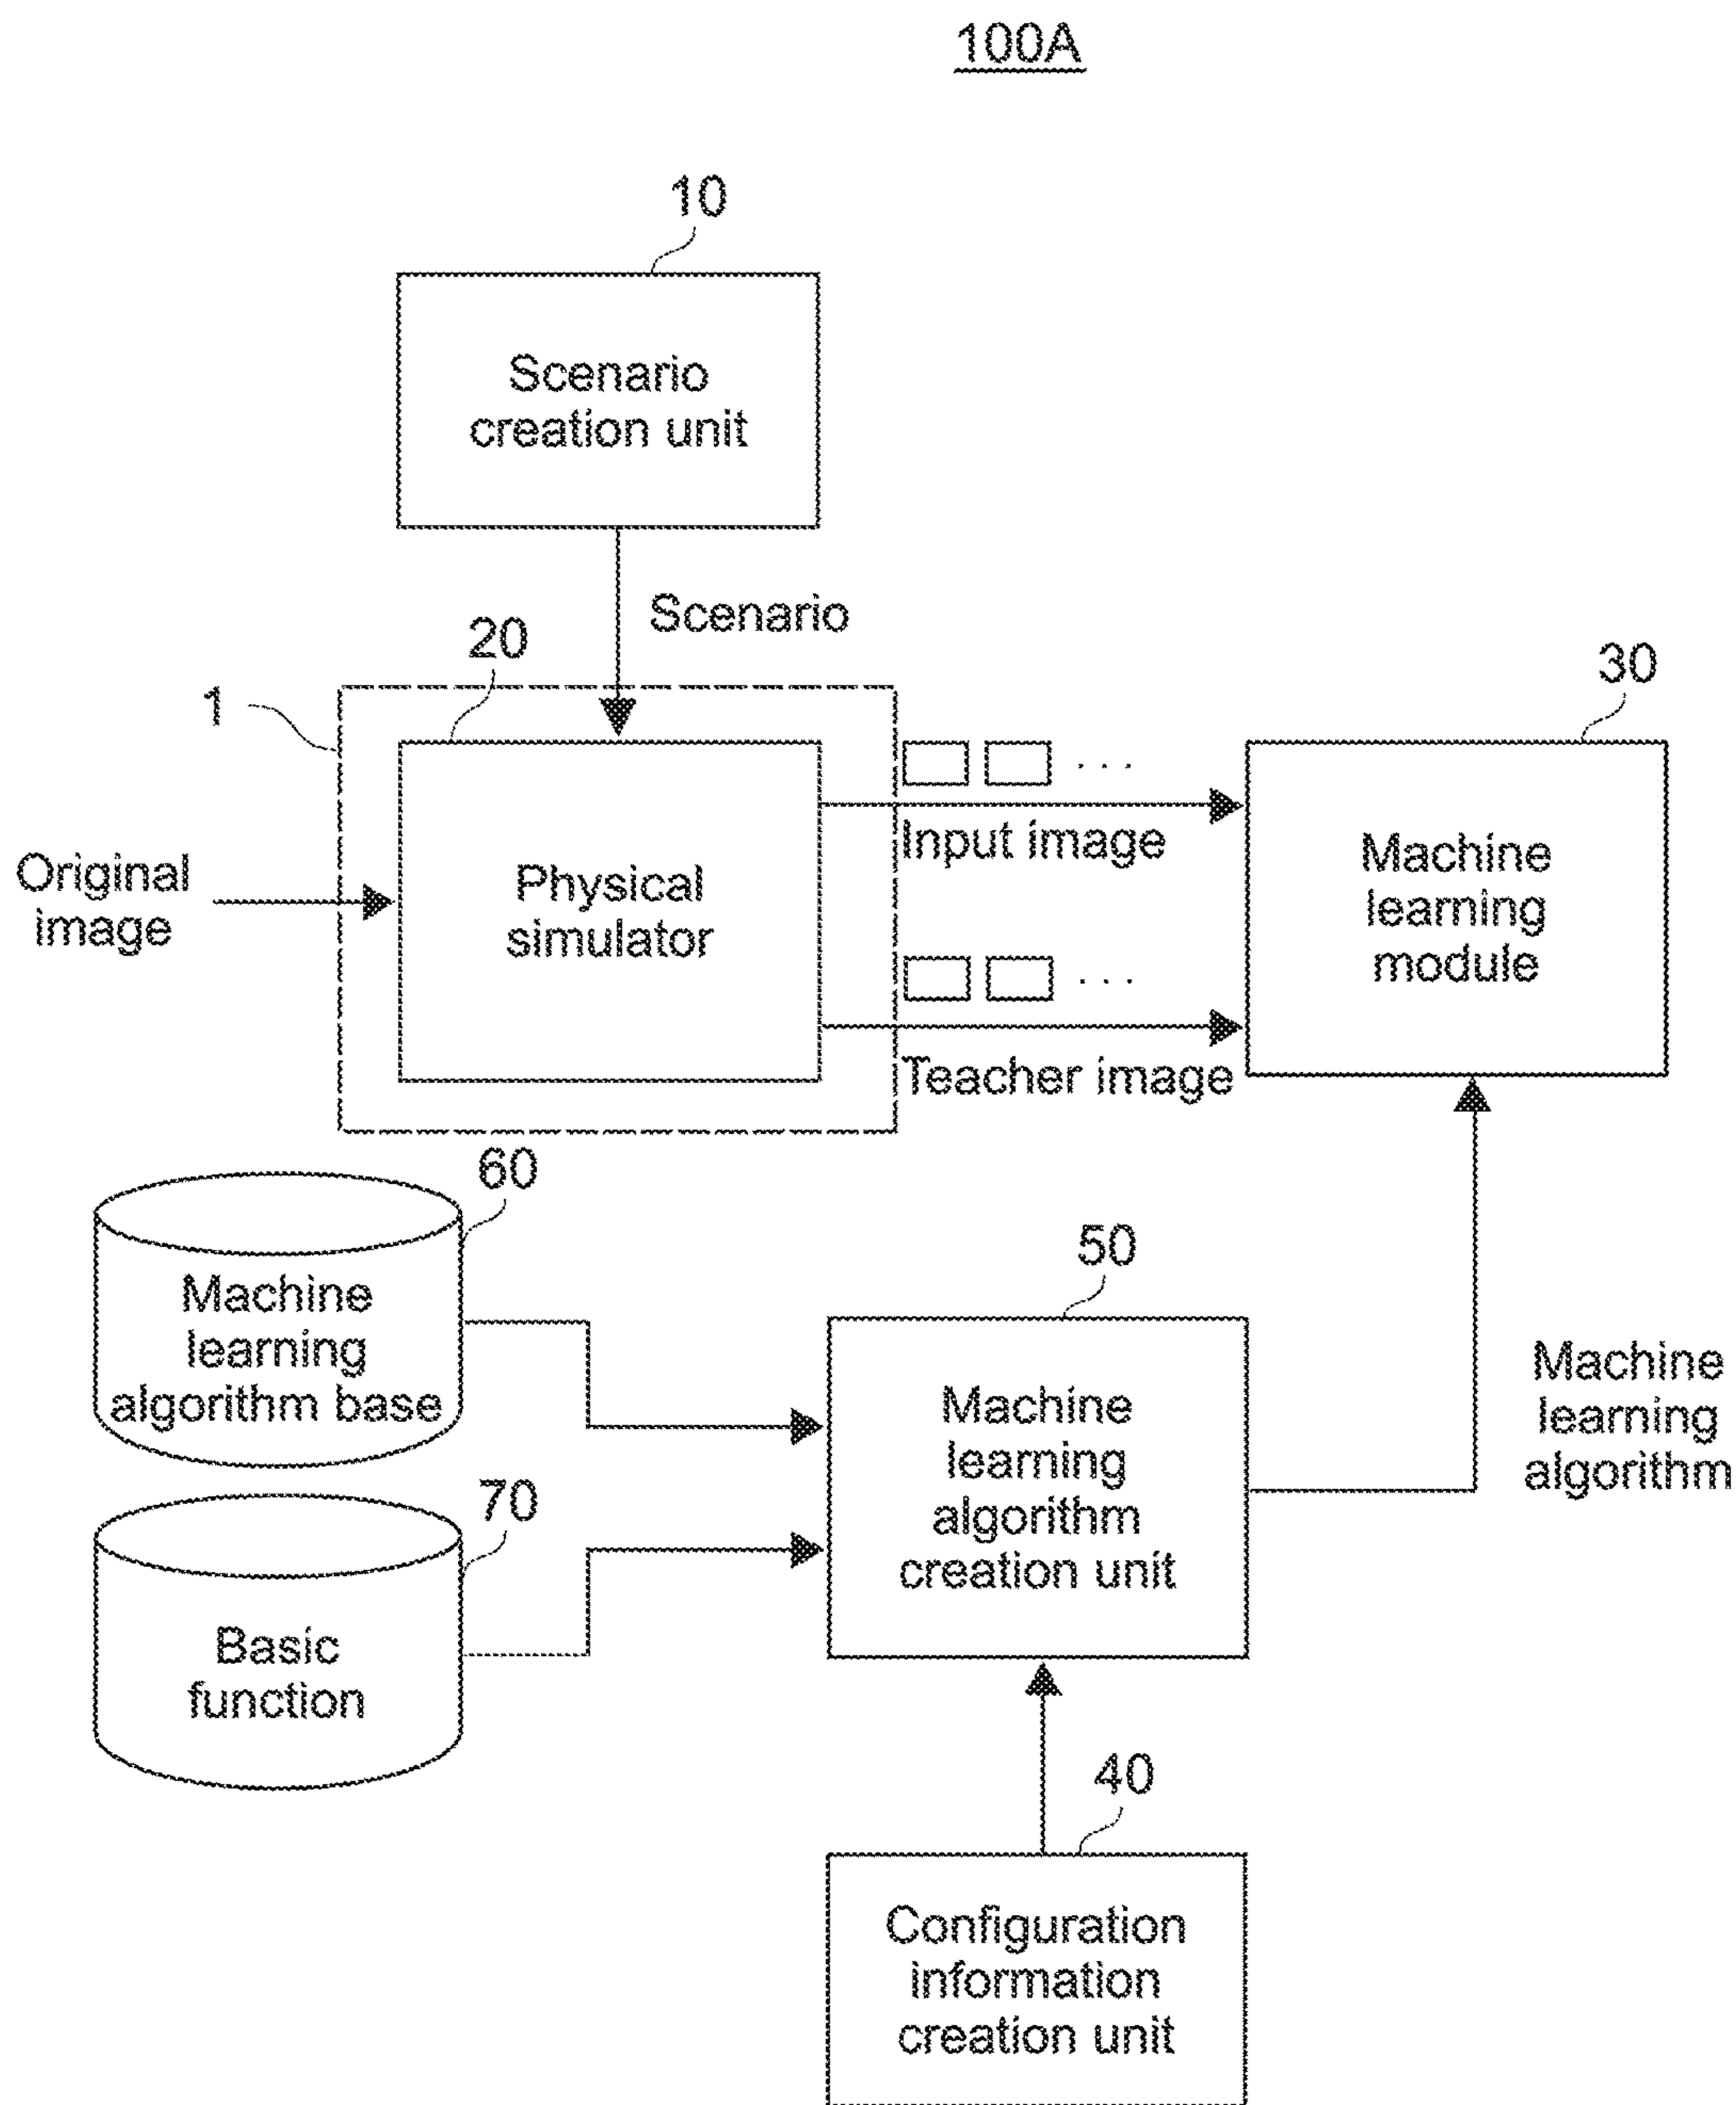 100A
10
Scenario
creation unit
Scenario
20
1
30
Original
image
Physical
simulator
. . .
Input image
. . .
Teacher image
Machine
learning
module
60
Machine
learning
algorithm base
50
Machine
learning
algorithm
creation unit
Machine
learning
algorithm
70
Basic
function
40
Configuration
information
creation unit